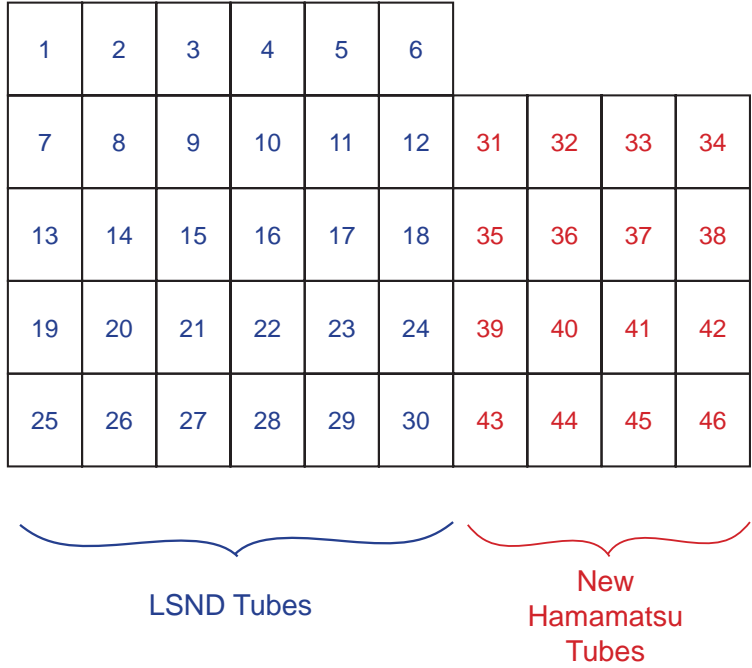 1 2 3 4 5 6
7 8 9 10 11 12 31 32 33 34
13 14 15 16 17 18 35 36 37 38
19 20 21 22 23 24 39 40 41 42
25 26 27 28 29 30 43 44 45 46
LSND Tubes
New
Hamamatsu
Tubes